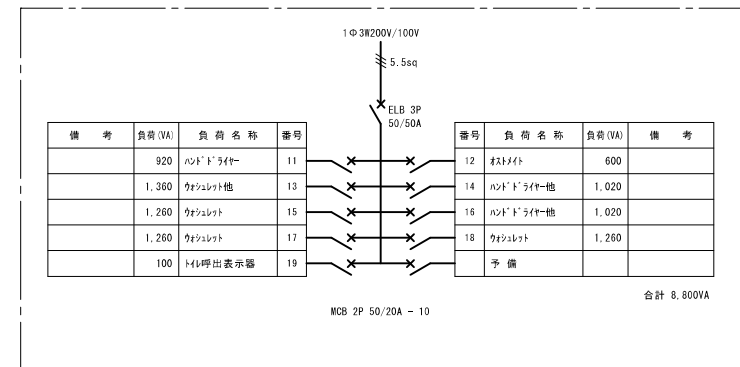 1Φ3W200V/100V
5.5sq
ELB 3P
50/50A
備 考 負荷(VA) 負 荷 名 称 番号
920 ハンドドライヤー 11
1,360 ウォシュレット他 13
1,260 ウォシュレット 15
1,260 ウォシュレット 17
100 トイレ呼出表示器 19
番号 負 荷 名 称 負荷(VA) 備 考
12 オストメイト 600
14 ハンドドライヤー他 1,020
16 ハンドドライヤー他 1,020
18 ウォシュレット 1,260
予 備
合計 8,800VA
MCB 2P 50/20A - 10